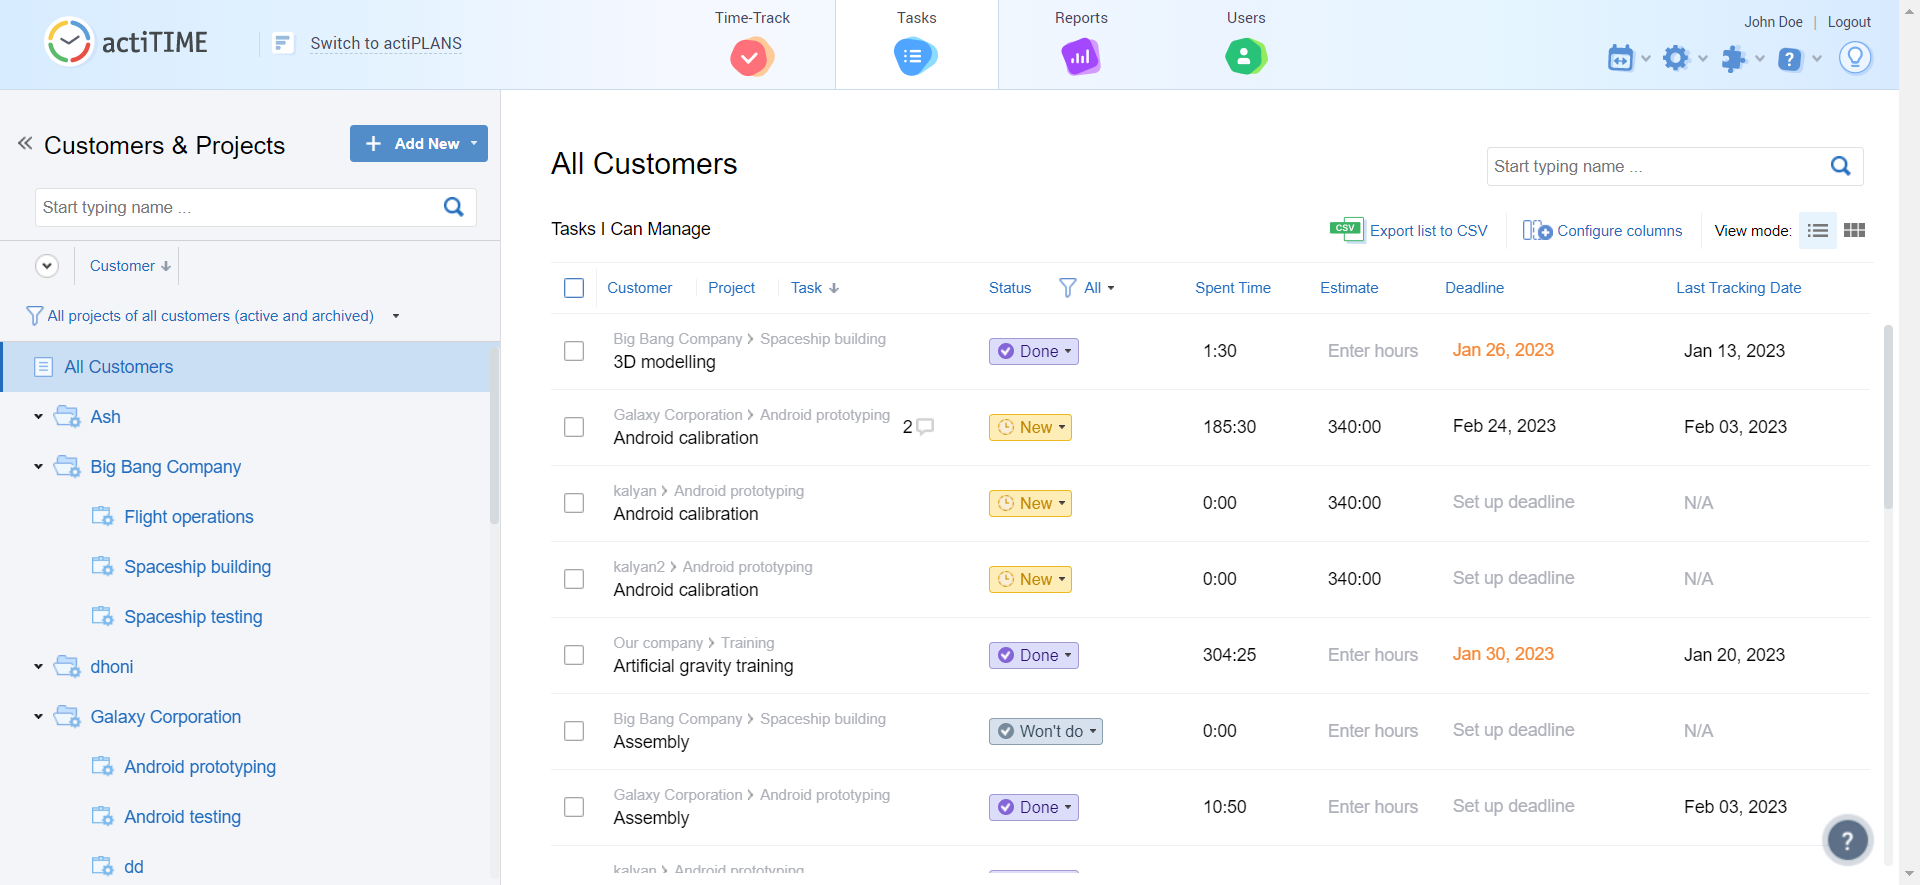 actiTIME
Switch to actiPLANS
Time-Track
Tasks
Reports
Users
John Doe | Logout
Customers & Projects
+ Add New
Start typing name ...
Customer
All projects of all customers (active and archived)
All Customers
Ash
Big Bang Company
Flight operations
Spaceship building
Spaceship testing
dhoni
Galaxy Corporation
Android prototyping
Android testing
dd
All Customers
Start typing name ...
Tasks I Can Manage
CSV Export list to CSV
Configure columns
View mode:
Customer Project Task Status All Spent Time Estimate Deadline Last Tracking Date
Big Bang Company > Spaceship building
3D modelling Done 1:30 Enter hours Jan 26, 2023 Jan 13, 2023
Galaxy Corporation > Android prototyping
Android calibration 2 New 185:30 340:00 Feb 24, 2023 Feb 03, 2023
kalyan > Android prototyping
Android calibration New 0:00 340:00 Set up deadline N/A
kalyan2 > Android prototyping
Android calibration New 0:00 340:00 Set up deadline N/A
Our company > Training
Artificial gravity training Done 304:25 Enter hours Jan 30, 2023 Jan 20, 2023
Big Bang Company > Spaceship building
Assembly Won't do 0:00 Enter hours Set up deadline N/A
Galaxy Corporation > Android prototyping
Assembly Done 10:50 Enter hours Set up deadline Feb 03, 2023
kalyan > Android prototyping
?